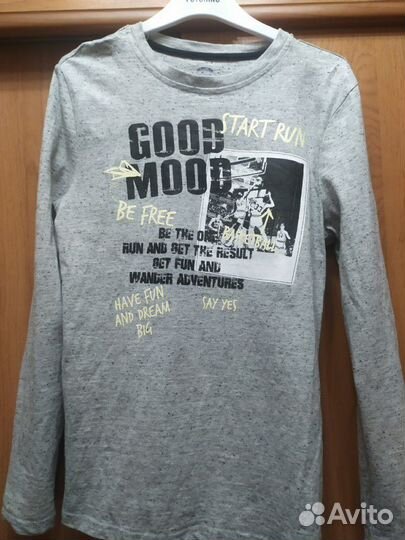 START RUN
GOOD
MOOD
BE FREE
BASKETBALL
BE THE ONE
RUN AND GET THE RESULT
GET FUN AND
WANDER ADVENTURES
HAVE FUN
AND DREAM
BIG
SAY YES
Avito